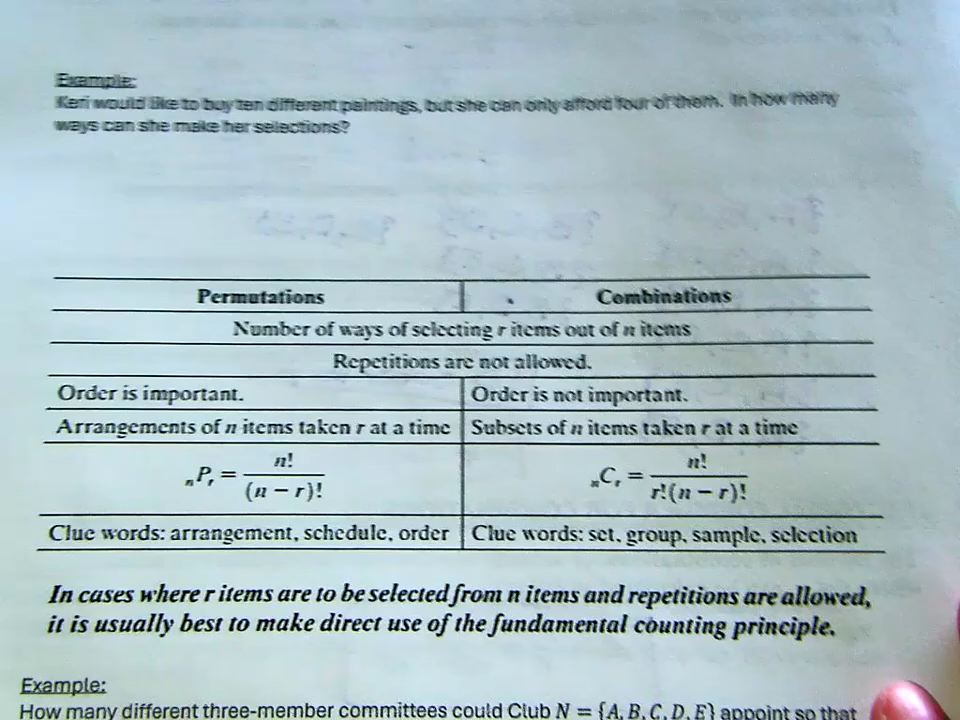 Example:
Keri would like to buy ten different paintings, but she can only afford four of them. In how many
ways can she make her selections?
Permutations Combinations
Number of ways of selecting r items out of n items
Repetitions are not allowed.
Order is important. Order is not important.
Arrangements of n items taken r at a time Subsets of n items taken r at a time
nPr = n!/(n − r)! nCr = n!/r!(n − r)!
Clue words: arrangement, schedule, order Clue words: set, group, sample, selection
In cases where r items are to be selected from n items and repetitions are allowed,
it is usually best to make direct use of the fundamental counting principle.
Example:
How many different three-member committees could Club N = {A, B, C, D, E} appoint so that